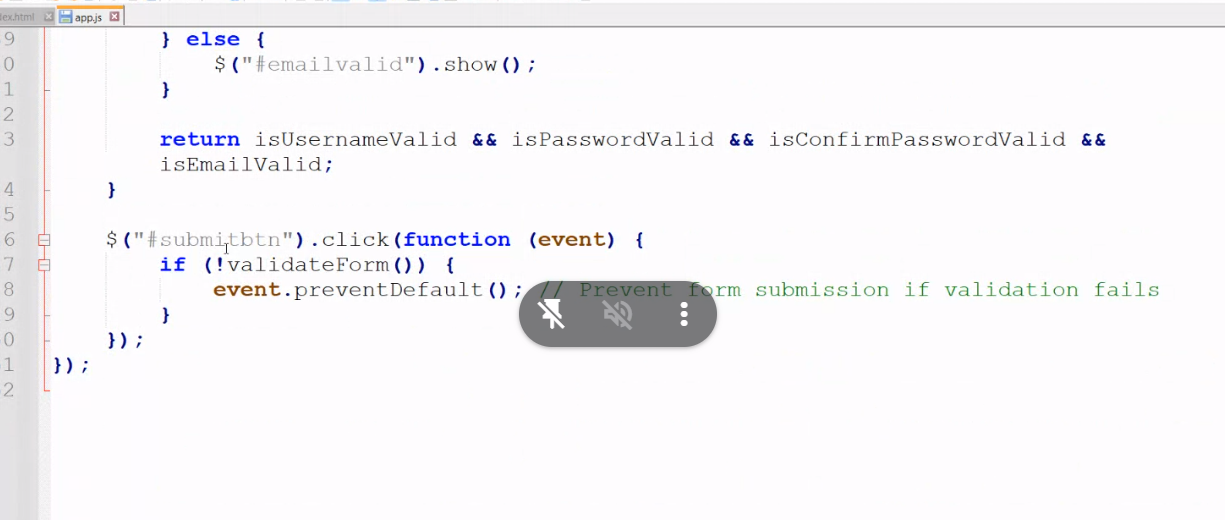 ex.html app.js
9 } else {
0 $("#emailvalid").show();
1 }
2
3 return isUsernameValid && isPasswordValid && isConfirmPasswordValid &&
isEmailValid;
4 }
5
6 $("#submitbtn").click(function (event) {
7 if (!validateForm()) {
8 event.preventDefault(); // Prevent form submission if validation fails
9 }
0 });
1 });
2